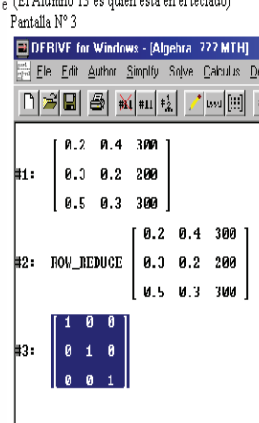 e (El Alumno 13 es quien está en el teclado)
Pantalla Nº 3
DERIVE for Windows - [Algebra ??? MTH]
File Edit Author Simplify Solve Calculus
#1: [ 0.2 0.4 300 ]
[ 0.3 0.2 200 ]
[ 0.5 0.3 300 ]
#2: ROW_REDUCE [ 0.2 0.4 300 ]
[ 0.3 0.2 200 ]
[ 0.5 0.3 300 ]
#3: [ 1 0 0 ]
[ 0 1 0 ]
[ 0 0 1 ]